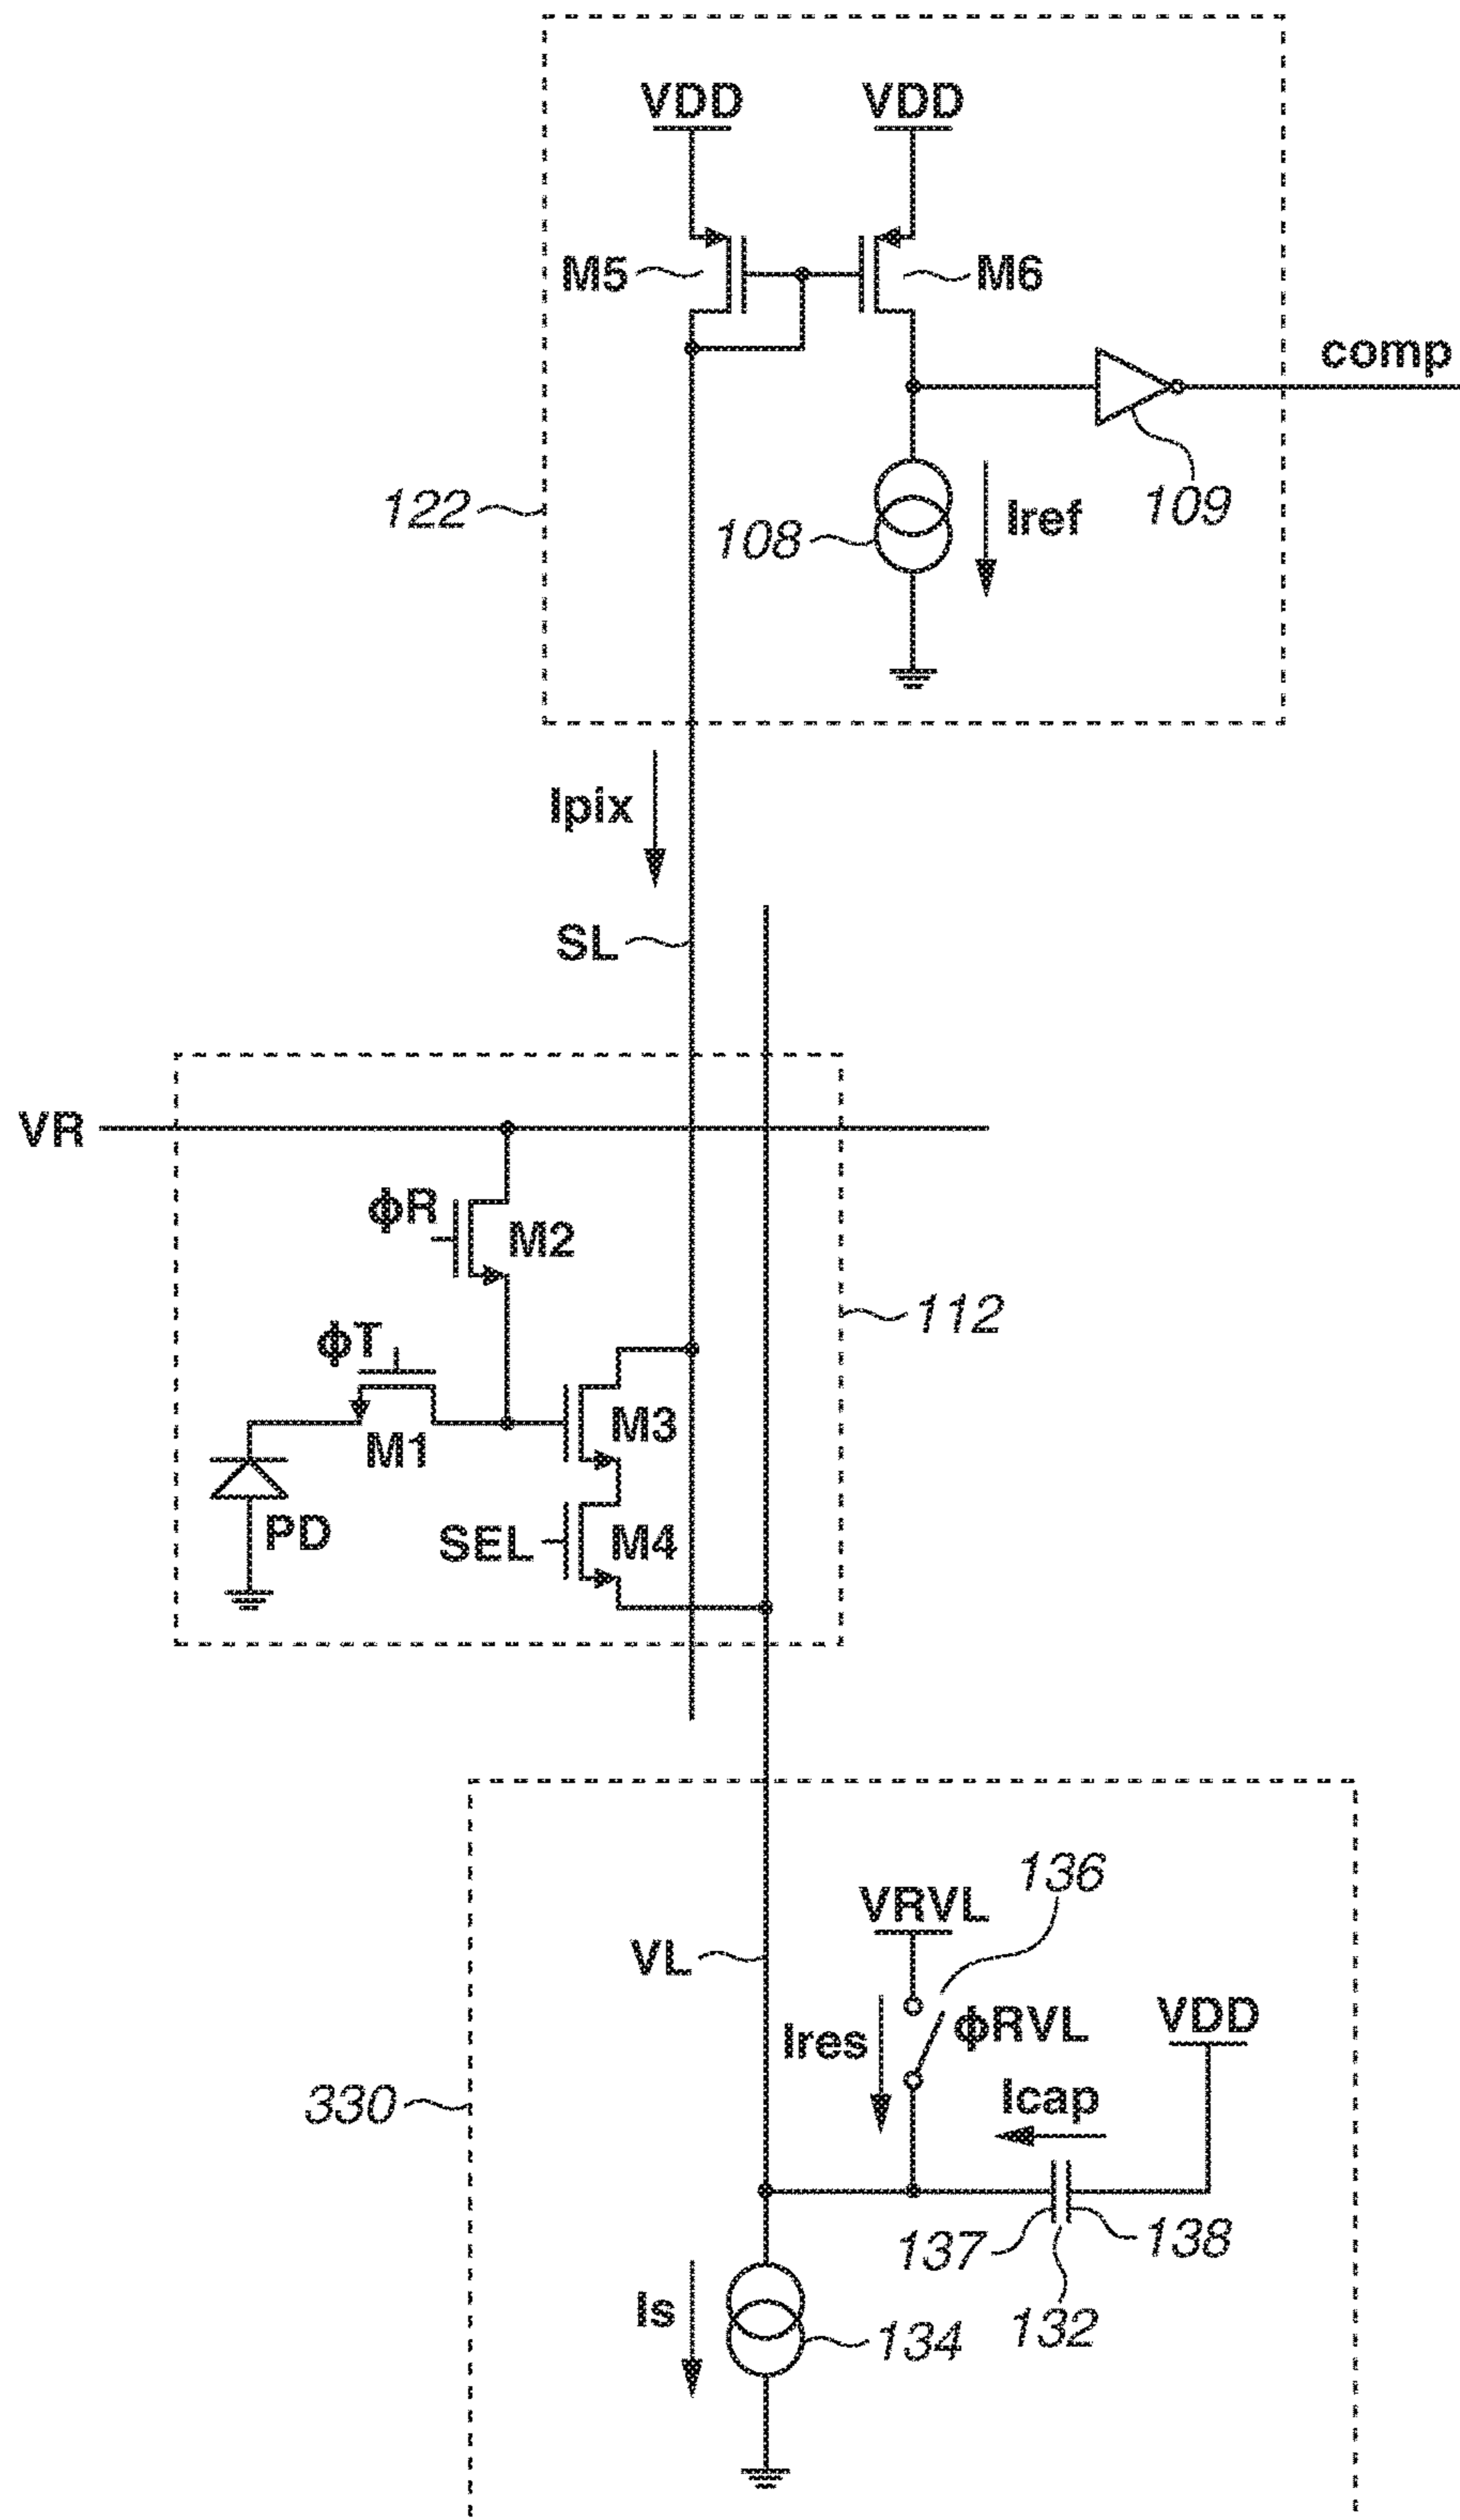 VDD VDD
M5 M6
comp
122 108 Iref 109
Ipix
SL
VR
ϕR M2
112
ϕT
M1 M3
PD SEL M4
136
VRVL
VL
Ires ϕRVL VDD
330
Icap
137 138
Is 134 132